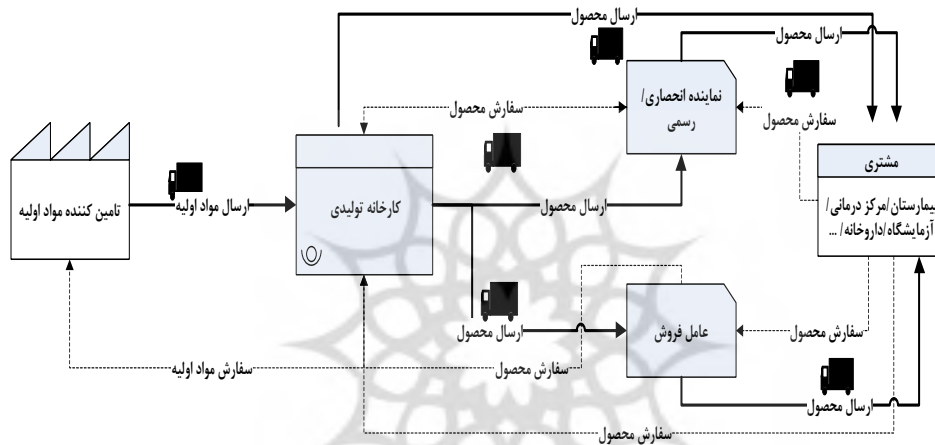 ارسال محصول
ارسال محصول
نماینده انحصاری/
رسمی
سفارش محصول
سفارش محصول
مشتری
بیمارستان/مرکز درمانی/
آزمایشگاه/داروخانه/ ...
کارخانه تولیدی
ارسال محصول
ارسال مواد اولیه
تامین کننده مواد اولیه
ارسال محصول
عامل فروش
سفارش محصول
سفارش محصول
سفارش مواد اولیه
ارسال محصول
سفارش محصول